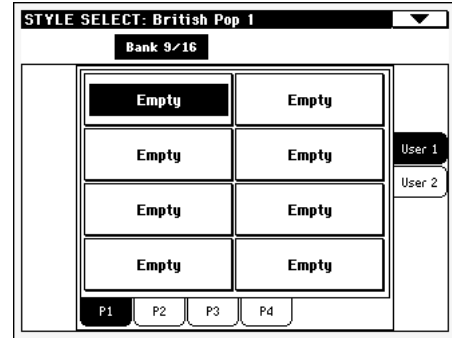 STYLE SELECT: British Pop 1
Bank 9/16
Empty Empty
Empty Empty
User 1
User 2
Empty Empty
Empty Empty
P1 P2 P3 P4